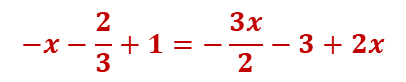 −x − 2/3 + 1 = − 3x/2 − 3 + 2x